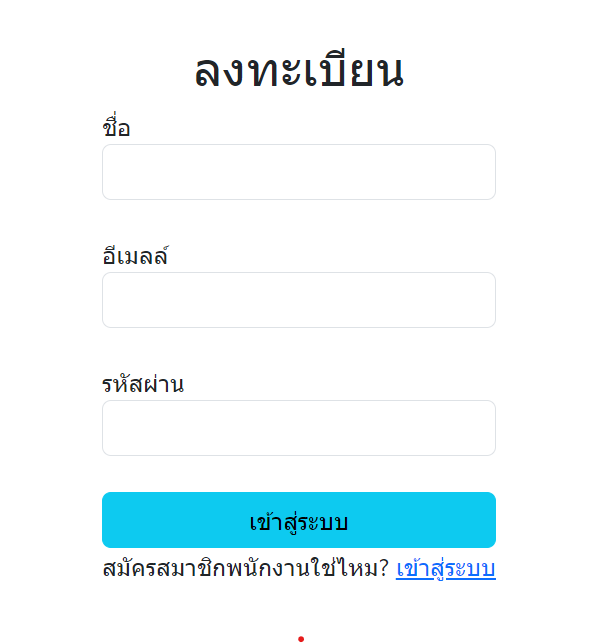 ลงทะเบียน
ชื่อ
อีเมลล์
รหัสผ่าน
เข้าสู่ระบบ
สมัครสมาชิกพนักงานใช่ไหม? เข้าสู่ระบบ